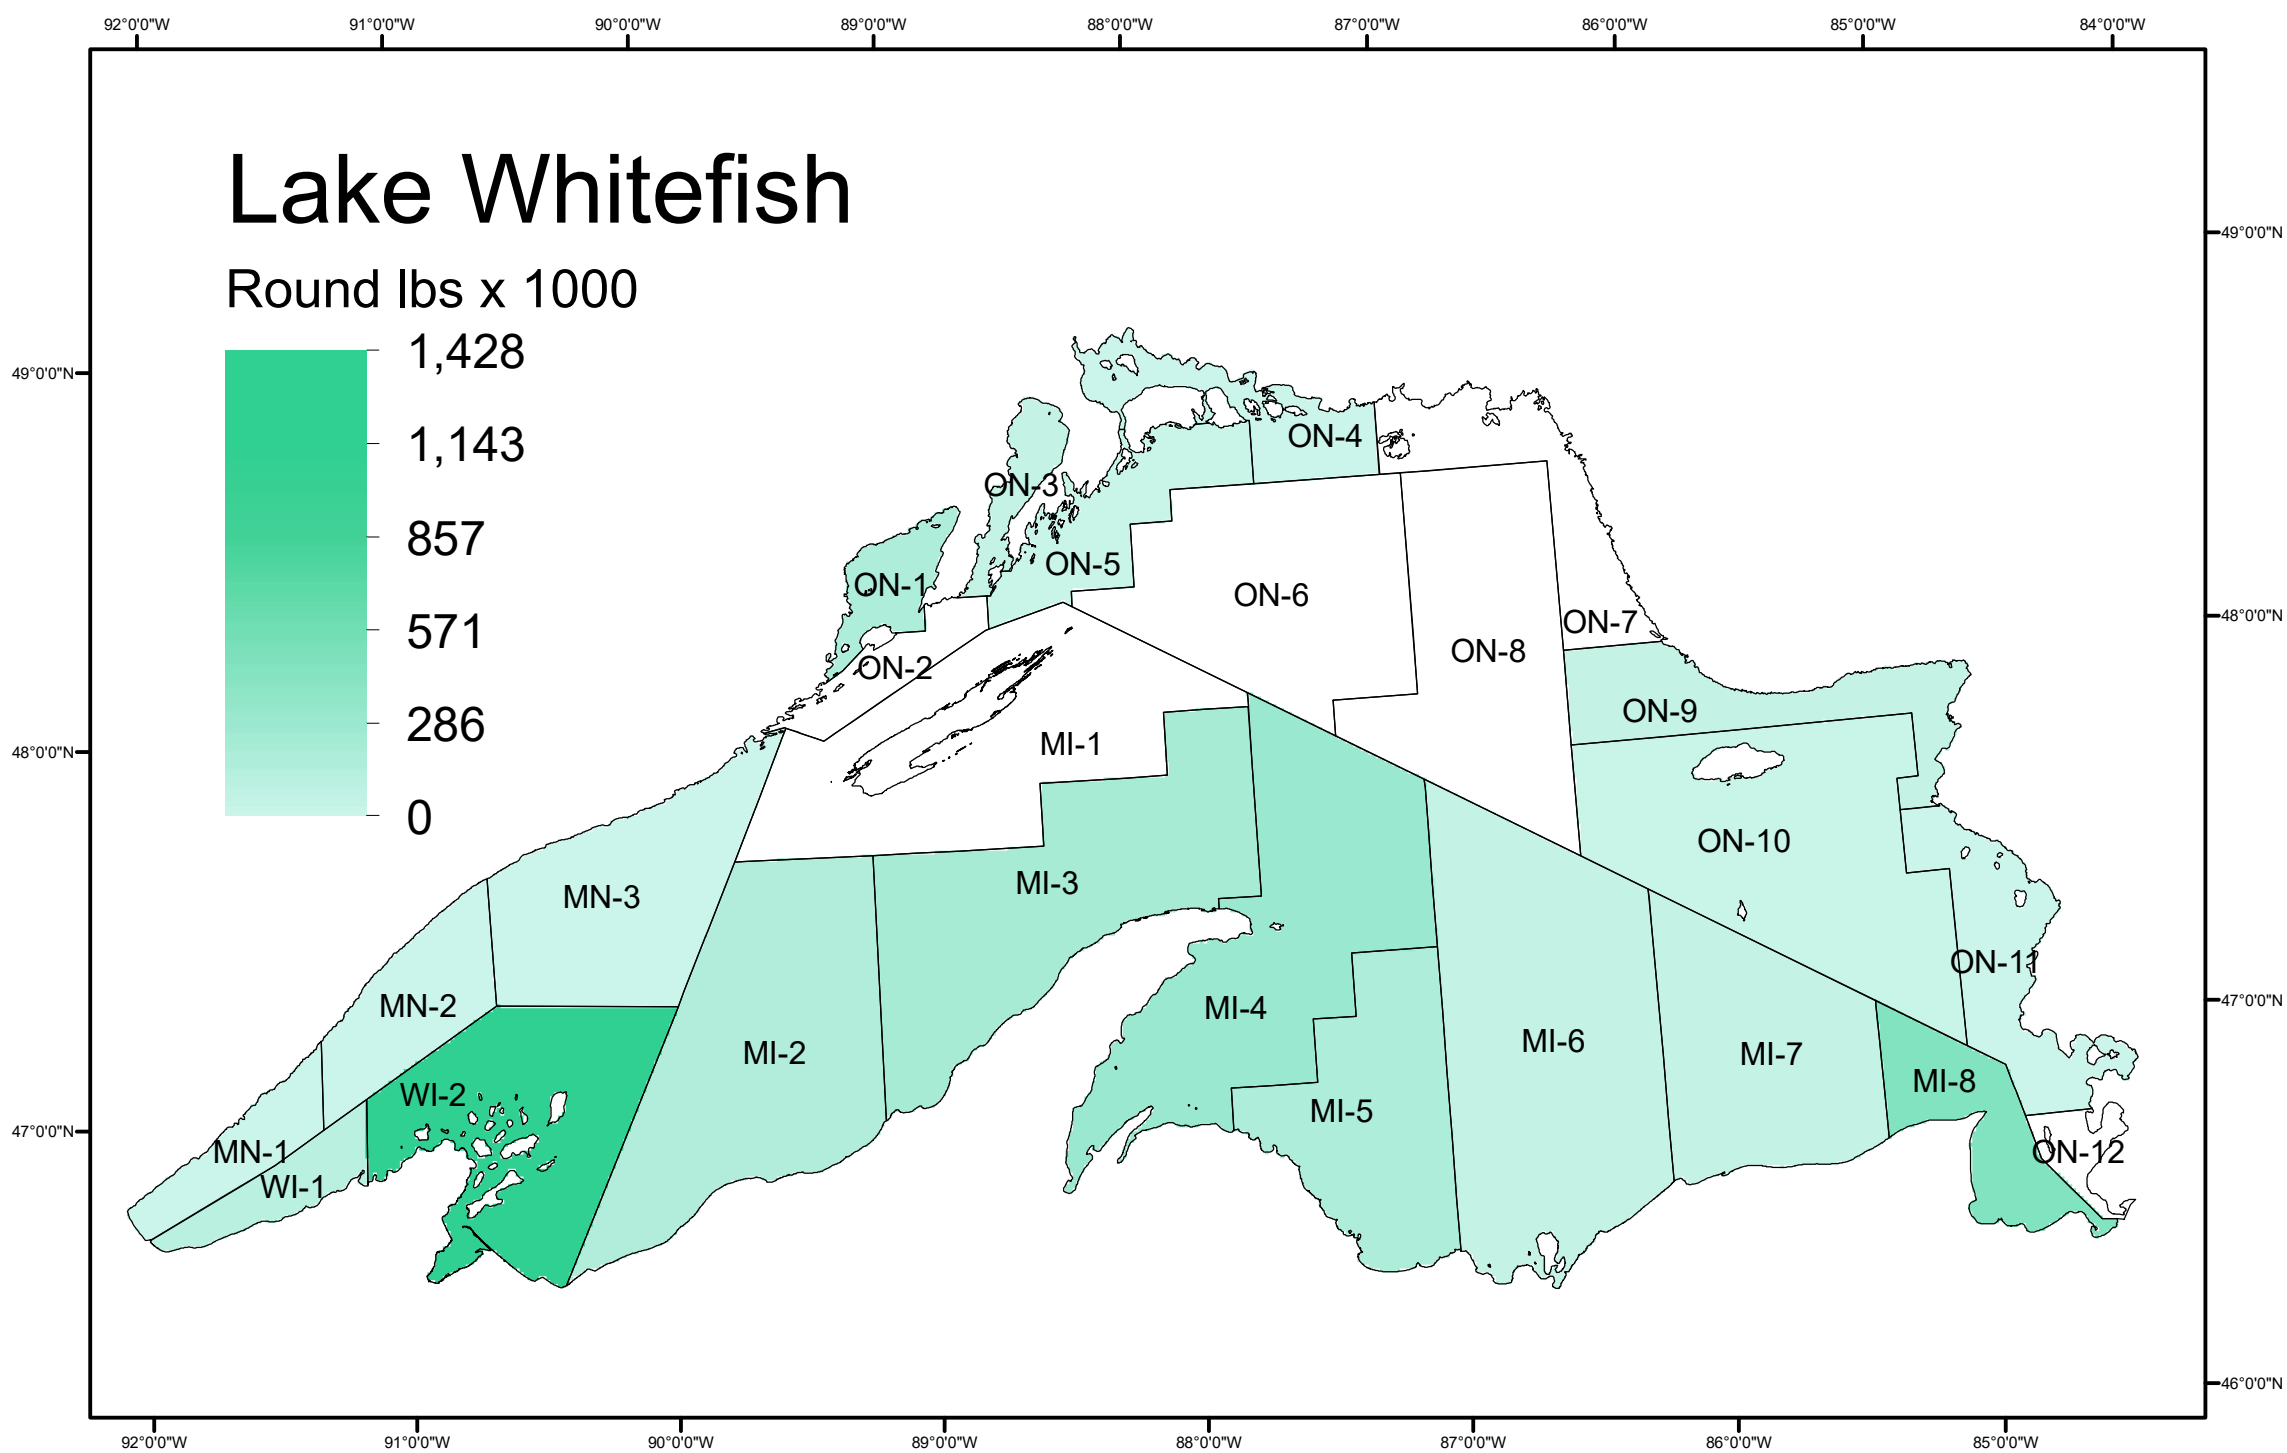 92°0'0"W 91°0'0"W 90°0'0"W 89°0'0"W 88°0'0"W 87°0'0"W 86°0'0"W 85°0'0"W 84°0'0"W
Lake Whitefish
49°0'0"N
Round lbs x 1000
1,428
49°0'0"N
1,143
ON-4
ON-3
857
ON-5
ON-1
ON-6
48°0'0"N
ON-7
571
ON-8
ON-2
ON-9
286
MI-1
48°0'0"N
0
ON-10
MI-3
MN-3
ON-11
47°0'0"N
MN-2
MI-4
MI-6
MI-2
MI-7
MI-8
WI-2
MI-5
47°0'0"N
MN-1
ON-12
WI-1
46°0'0"N
92°0'0"W 91°0'0"W 90°0'0"W 89°0'0"W 88°0'0"W 87°0'0"W 86°0'0"W 85°0'0"W